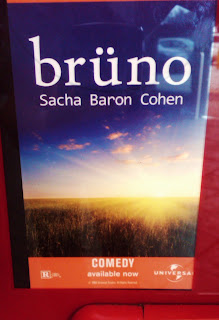 brüno
Sacha Baron Cohen
COMEDY
available now
R
UNIVERSAL